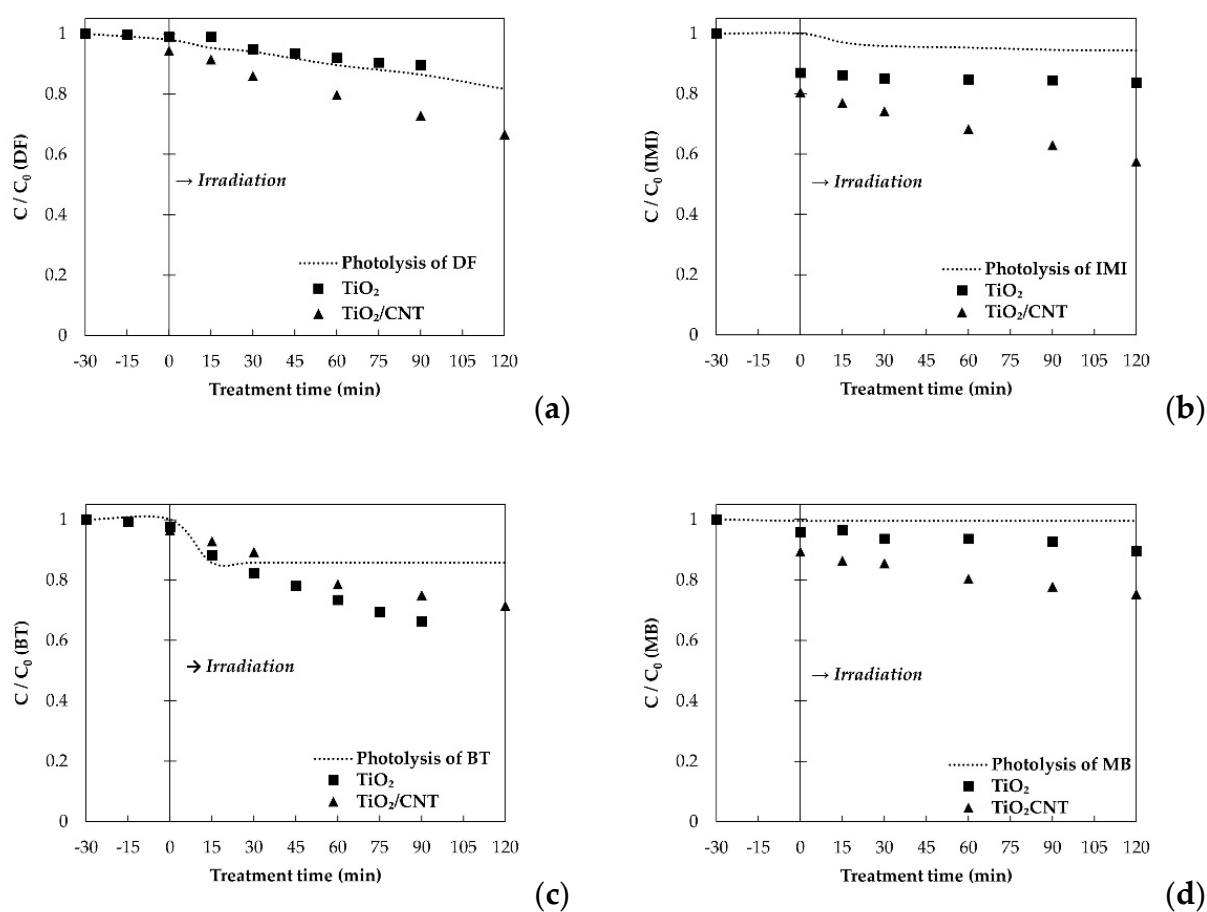 C / C₀ (DF)
1
0.8
0.6
0.4
0.2
0
→ Irradiation
Photolysis of DF
TiO₂
TiO₂/CNT
-30 -15 0 15 30 45 60 75 90 105 120
Treatment time (min)
(a)
C / C₀ (IMI)
1
0.8
0.6
0.4
0.2
0
→ Irradiation
Photolysis of IMI
TiO₂
TiO₂/CNT
-30 -15 0 15 30 45 60 75 90 105 120
Treatment time (min)
(b)
C / C₀ (BT)
1
0.8
0.6
0.4
0.2
0
→ Irradiation
Photolysis of BT
TiO₂
TiO₂/CNT
-30 -15 0 15 30 45 60 75 90 105 120
Treatment time (min)
(c)
C / C₀ (MB)
1
0.8
0.6
0.4
0.2
0
→ Irradiation
Photolysis of MB
TiO₂
TiO₂CNT
-30 -15 0 15 30 45 60 75 90 105 120
Treatment time (min)
(d)